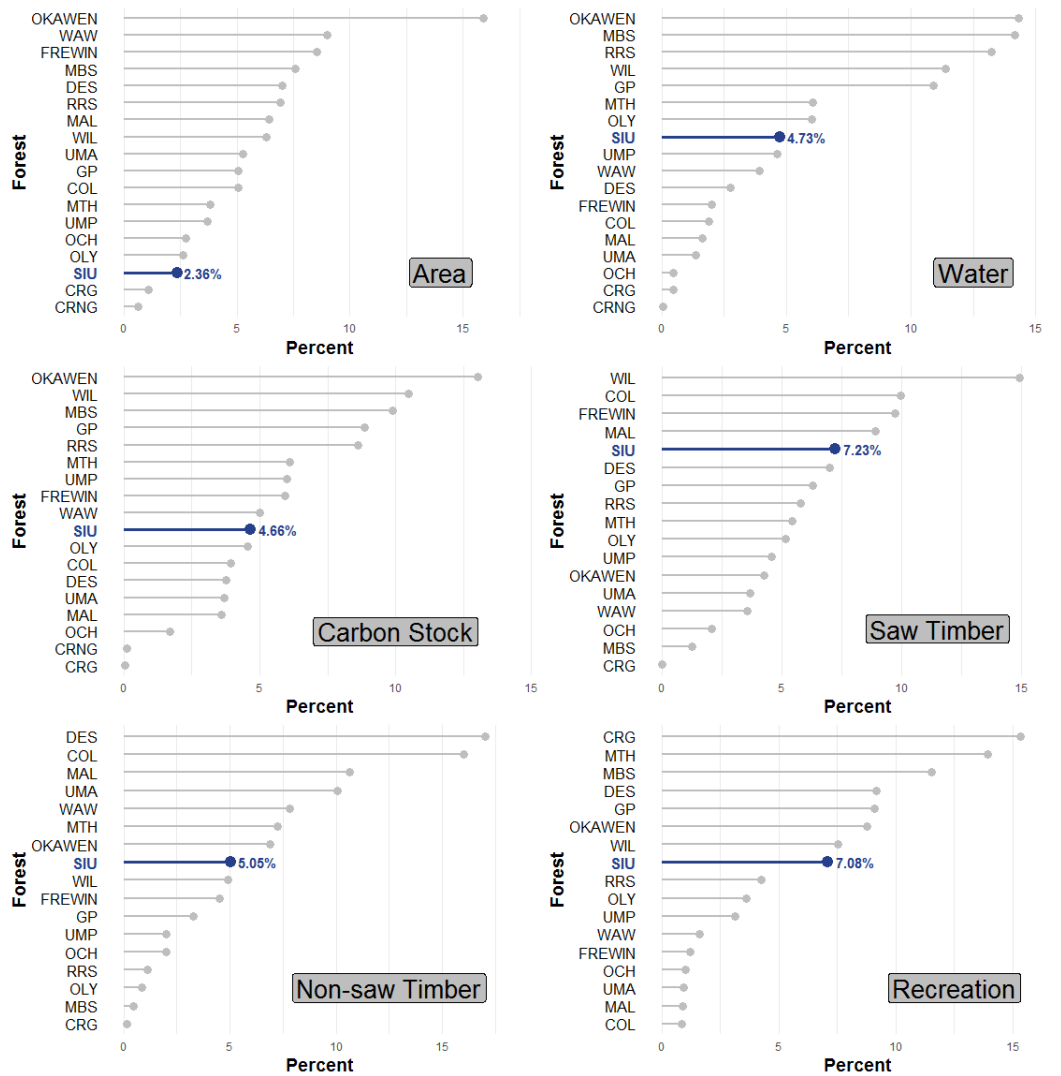 OKAWEN
WAW
FREWIN
MBS
DES
RRS
MAL
WIL
UMA
GP
COL
MTH
UMP
OCH
OLY
SIU
CRG
CRNG
Forest
2.36%
Area
0 5 10 15
Percent
OKAWEN
MBS
RRS
WIL
GP
MTH
OLY
SIU
UMP
WAW
DES
FREWIN
COL
MAL
UMA
OCH
CRG
CRNG
Forest
4.73%
Water
0 5 10 15
Percent
OKAWEN
WIL
MBS
GP
RRS
MTH
UMP
FREWIN
WAW
SIU
OLY
COL
DES
UMA
MAL
OCH
CRNG
CRG
Forest
4.66%
Carbon Stock
0 5 10 15
Percent
WIL
COL
FREWIN
MAL
SIU
DES
GP
RRS
MTH
OLY
UMP
OKAWEN
UMA
WAW
OCH
MBS
CRG
Forest
7.23%
Saw Timber
0 5 10 15
Percent
DES
COL
MAL
UMA
WAW
MTH
OKAWEN
SIU
WIL
FREWIN
GP
UMP
OCH
RRS
OLY
MBS
CRG
Forest
5.05%
Non-saw Timber
0 5 10 15
Percent
CRG
MTH
MBS
DES
GP
OKAWEN
WIL
SIU
RRS
OLY
UMP
WAW
FREWIN
OCH
UMA
MAL
COL
Forest
7.08%
Recreation
0 5 10 15
Percent